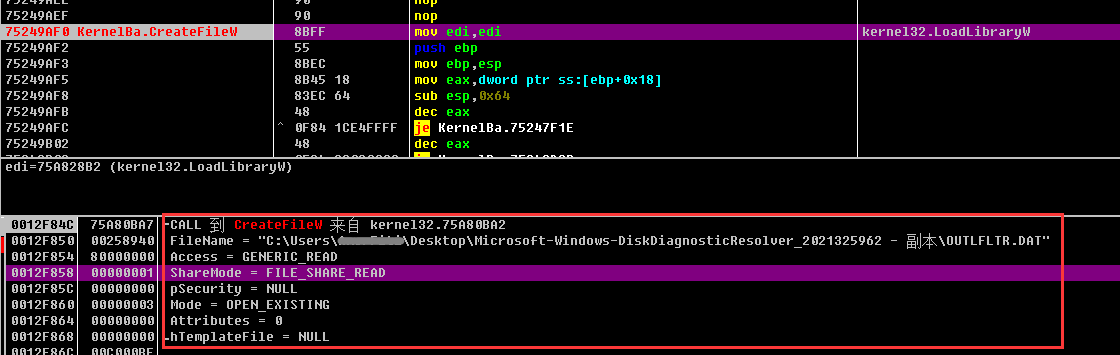 75249AEE 90 nop
90 nop
75249AF0 KernelBa.CreateFileW 8BFF mov edi,edi kernel32.LoadLibraryW
75249AF2 55 push ebp
75249AF3 8BEC mov ebp,esp
75249AF5 8B45 18 mov eax,dword ptr ss:[ebp+0x18]
75249AF8 83EC 64 sub esp,0x64
75249AFB 48 dec eax
75249AFC ^ 0F84 1CE4FFFF je KernelBa.75247F1E
75249B02 48 dec eax
edi=75A828B2 (kernel32.LoadLibraryW)
0012F84C 75A80BA7 CALL 到 CreateFileW 来自 kernel32.75A80BA2
0012F850 00258940 FileName = "C:\Users\ \Desktop\Microsoft-Windows-DiskDiagnosticResolver_2021325962 - 副本\OUTLFLTR.DAT"
0012F854 80000000 Access = GENERIC_READ
0012F858 00000001 ShareMode = FILE_SHARE_READ
0012F85C 00000000 pSecurity = NULL
0012F860 00000003 Mode = OPEN_EXISTING
0012F864 00000000 Attributes = 0
0012F868 00000000 hTemplateFile = NULL
0012F86C 00C000BF